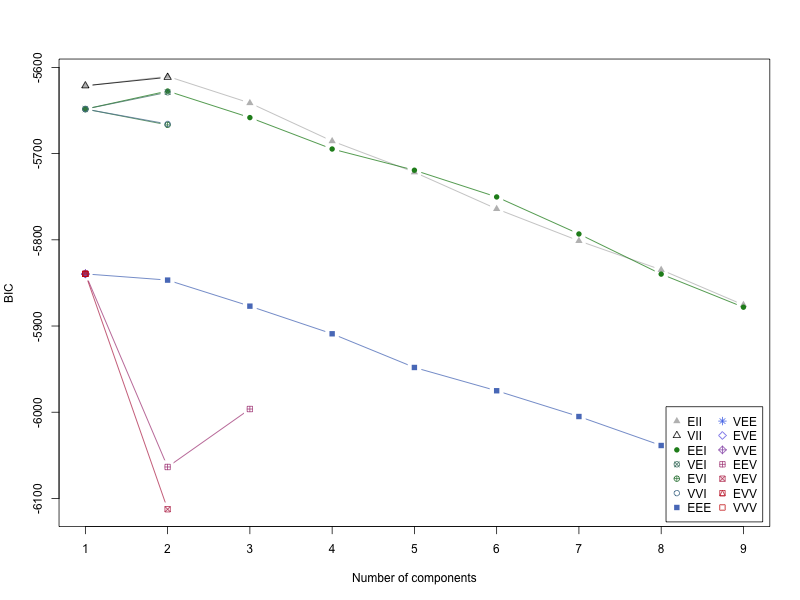 -5600
-5700
-5800
-5900
-6000
-6100
BIC
1 2 3 4 5 6 7 8 9
Number of components
EII VEE
VII EVE
EEI VVE
VEI EEV
EVI VEV
VVI EVV
EEE VVV